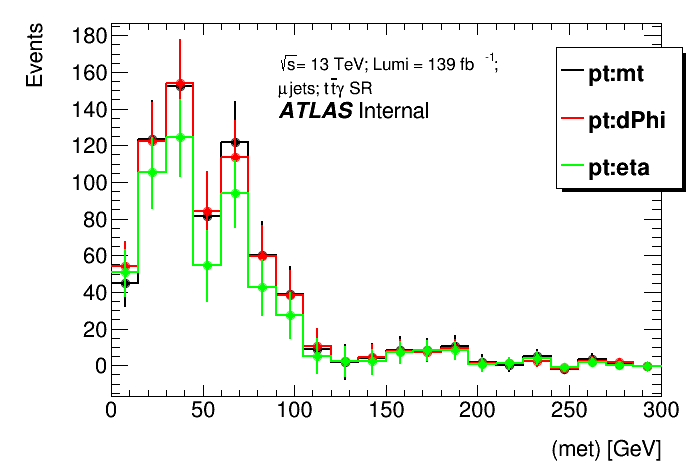 Events
180
160
140
120
100
80
60
40
20
0
√s= 13 TeV; Lumi = 139 fb -1;
μjets; tt̄γ SR
ATLAS Internal
pt:mt
pt:dPhi
pt:eta
0 50 100 150 200 250 300
(met) [GeV]